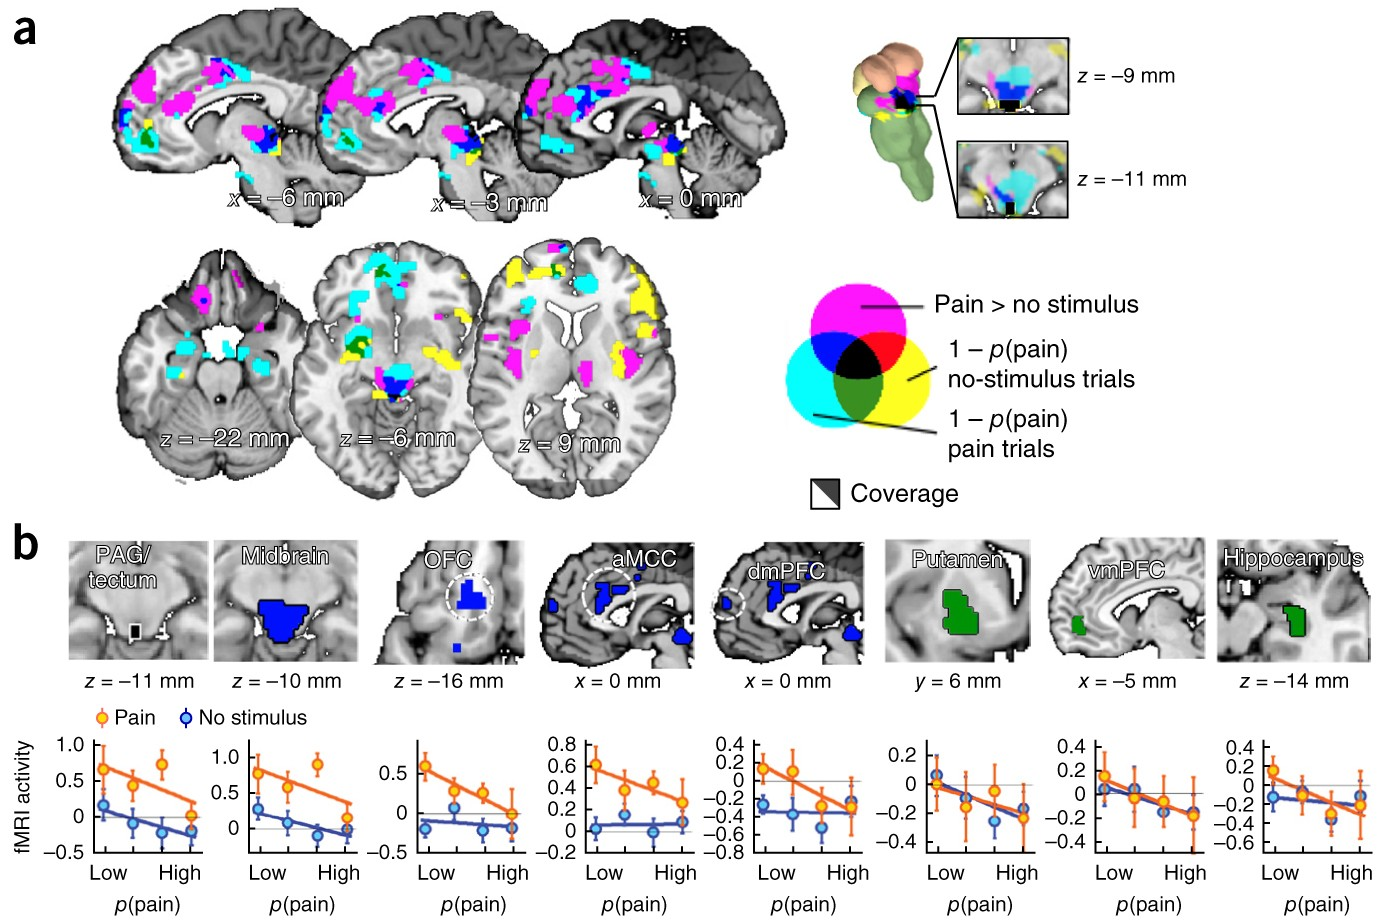 a
x = –6 mm
x = –3 mm
x = 0 mm
z = –9 mm
z = –11 mm
z = –22 mm
z = –6 mm
z = 9 mm
Pain > no stimulus
1 – p(pain)
no-stimulus trials
1 – p(pain)
pain trials
Coverage
b
PAG/
tectum
Midbrain
OFC
aMCC
dmPFC
Putamen
vmPFC
Hippocampus
z = –11 mm
z = –10 mm
z = –16 mm
x = 0 mm
x = 0 mm
y = 6 mm
x = –5 mm
z = –14 mm
Pain
No stimulus
fMRI activity
1.0
0.5
0
–0.5
Low High
p(pain)
1.0
0.5
0
Low High
p(pain)
0.5
0
–0.5
Low High
p(pain)
0.8
0.6
0.4
0.2
0
0.2
Low High
p(pain)
0.4
0.2
0
–0.2
–0.4
–0.6
–0.8
Low High
p(pain)
0.2
0
–0.4
Low High
p(pain)
0.4
0.2
0
–0.2
–0.4
Low High
p(pain)
0.4
0.2
0
–0.2
–0.4
–0.6
Low High
p(pain)